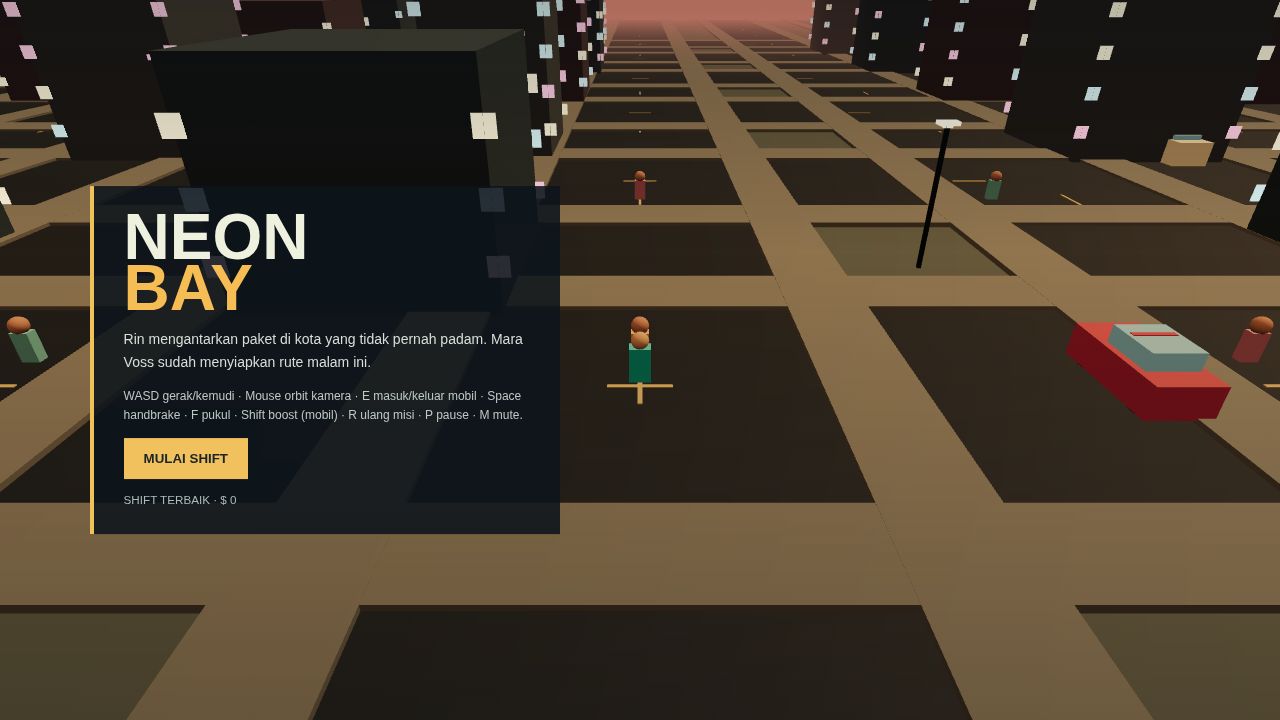 NEON
BAY
Rin mengantarkan paket di kota yang tidak pernah padam. Mara
Voss sudah menyiapkan rute malam ini.
WASD gerak/kemudi · Mouse orbit kamera · E masuk/keluar mobil · Space
handbrake · F pukul · Shift boost (mobil) · R ulang misi · P pause · M mute.
MULAI SHIFT
SHIFT TERBAIK · $ 0